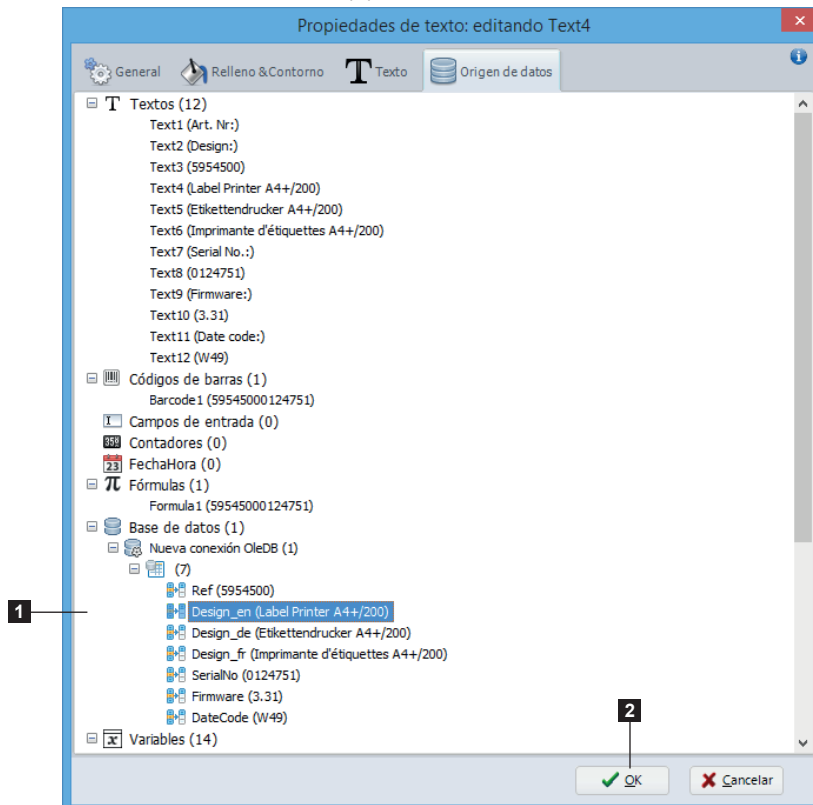 Propiedades de texto: editando Text4
General Relleno &Contorno Texto Origen de datos
Textos (12)
Text1 (Art. Nr:)
Text2 (Design:)
Text3 (5954500)
Text4 (Label Printer A4+/200)
Text5 (Etikettendrucker A4+/200)
Text6 (Imprimante d'étiquettes A4+/200)
Text7 (Serial No.:)
Text8 (0124751)
Text9 (Firmware:)
Text10 (3.31)
Text11 (Date code:)
Text12 (W49)
Códigos de barras (1)
Barcode1 (59545000124751)
Campos de entrada (0)
Contadores (0)
FechaHora (0)
Fórmulas (1)
Formula1 (59545000124751)
Base de datos (1)
Nueva conexión OleDB (1)
(7)
Ref (5954500)
1 Design_en (Label Printer A4+/200)
Design_de (Etikettendrucker A4+/200)
Design_fr (Imprimante d'étiquettes A4+/200)
SerialNo (0124751)
Firmware (3.31)
DateCode (W49)
2
Variables (14)
OK Cancelar